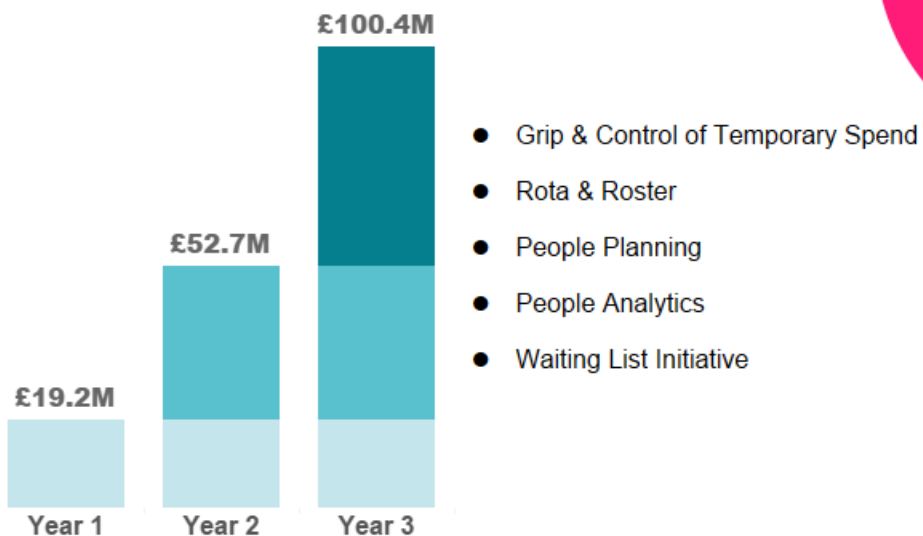 £100.4M
£52.7M
£19.2M
Year 1
Year 2
Year 3
● Grip & Control of Temporary Spend
● Rota & Roster
● People Planning
● People Analytics
● Waiting List Initiative